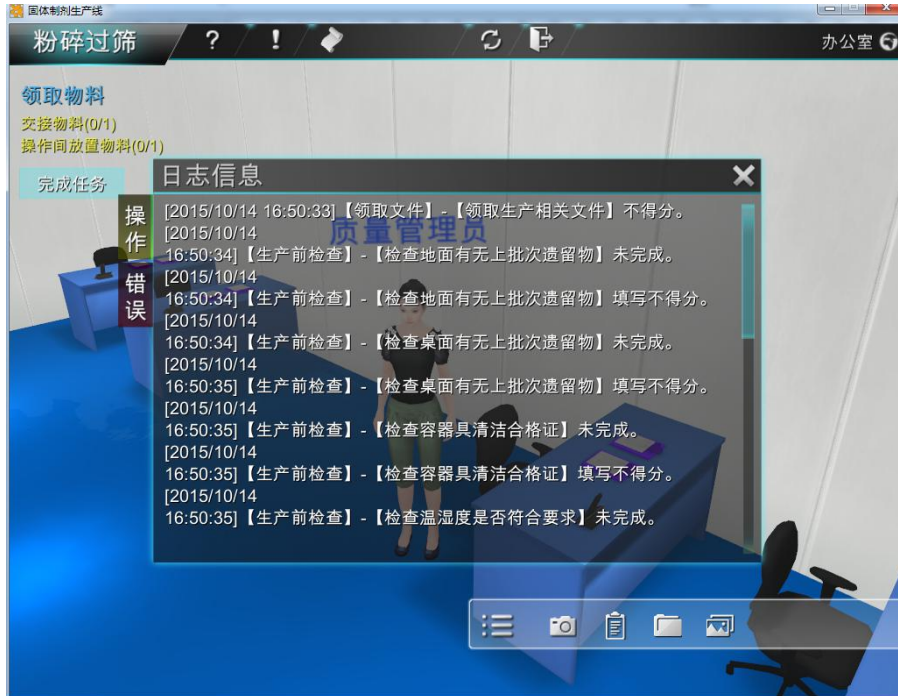 固体制剂生产线
粉碎过筛
? !
办公室
领取物料
交接物料(0/1)
操作间放置物料(0/1)
完成任务
日志信息
操作
错误
质量管理员
[2015/10/14 16:50:33]【领取文件】-【领取生产相关文件】不得分。
[2015/10/14
16:50:34]【生产前检查】-【检查地面有无上批次遗留物】未完成。
[2015/10/14
16:50:34]【生产前检查】-【检查地面有无上批次遗留物】填写不得分。
[2015/10/14
16:50:34]【生产前检查】-【检查桌面有无上批次遗留物】未完成。
[2015/10/14
16:50:35]【生产前检查】-【检查桌面有无上批次遗留物】填写不得分。
[2015/10/14
16:50:35]【生产前检查】-【检查容器具清洁合格证】未完成。
[2015/10/14
16:50:35]【生产前检查】-【检查容器具清洁合格证】填写不得分。
[2015/10/14
16:50:35]【生产前检查】-【检查温湿度是否符合要求】未完成。